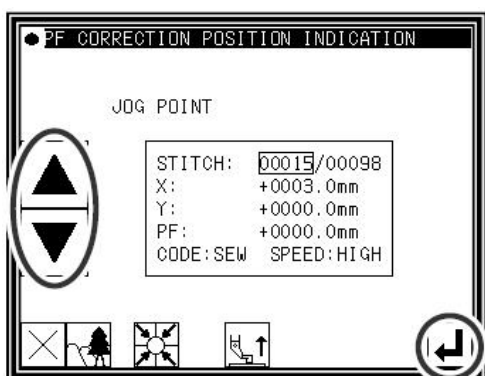 PF CORRECTION POSITION INDICATION
JOG POINT
STITCH: 00015/00098
X: +0003.0mm
Y: +0000.0mm
PF: +0000.0mm
CODE:SEW SPEED:HIGH